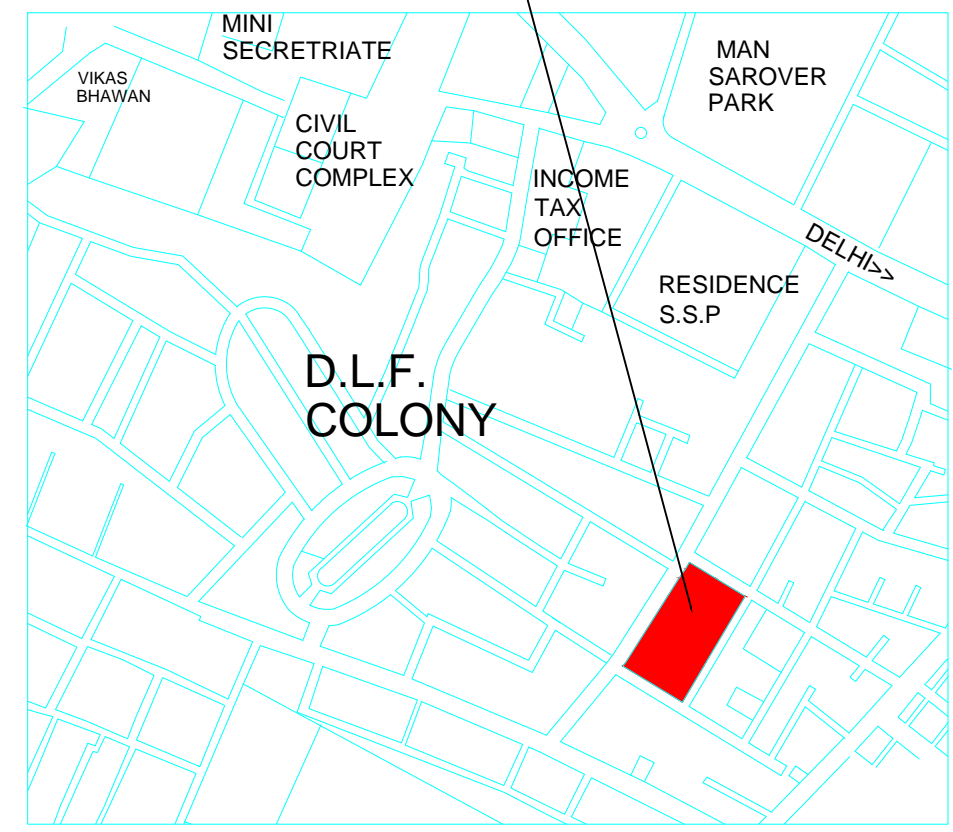 MINI
SECRETRIATE
MAN
SAROVER
PARK
VIKAS
BHAWAN
CIVIL
COURT
COMPLEX
INCOME
TAX
OFFICE
DELHI>>
RESIDENCE
S.S.P
D.L.F.
COLONY